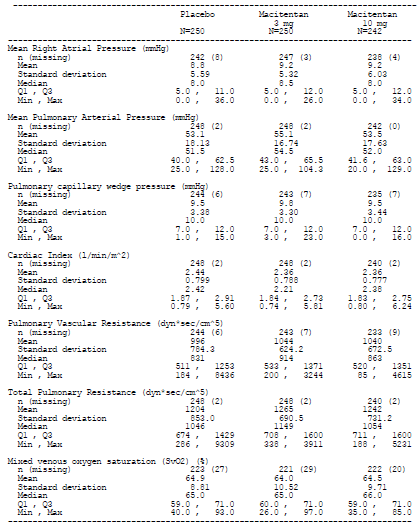 Placebo Macitentan Macitentan
3 mg 10 mg
N=250 N=250 N=242
Mean Right Atrial Pressure (mmHg)
n (missing) 242 (8) 247 (3) 238 (4)
Mean 8.8 9.2 9.2
Standard deviation 5.59 5.32 6.03
Median 8.0 8.5 8.0
Q1 , Q3 5.0 , 11.0 5.0 , 12.0 5.0 , 12.0
Min , Max 0.0 , 36.0 0.0 , 26.0 0.0 , 34.0
Mean Pulmonary Arterial Pressure (mmHg)
n (missing) 248 (2) 248 (2) 242 (0)
Mean 53.1 55.1 53.5
Standard deviation 18.13 16.74 17.63
Median 51.5 54.5 52.0
Q1 , Q3 40.0 , 62.5 43.0 , 65.5 41.6 , 63.0
Min , Max 25.0 , 128.0 25.0 , 104.3 20.0 , 129.0
Pulmonary capillary wedge pressure (mmHg)
n (missing) 244 (6) 243 (7) 235 (7)
Mean 9.5 9.8 9.5
Standard deviation 3.38 3.30 3.44
Median 10.0 10.0 10.0
Q1 , Q3 7.0 , 12.0 7.0 , 12.0 7.0 , 12.0
Min , Max 1.0 , 15.0 3.0 , 23.0 0.0 , 16.0
Cardiac Index (l/min/m^2)
n (missing) 248 (2) 248 (2) 240 (2)
Mean 2.44 2.36 2.36
Standard deviation 0.799 0.788 0.777
Median 2.42 2.21 2.38
Q1 , Q3 1.87 , 2.91 1.84 , 2.73 1.83 , 2.75
Min , Max 0.79 , 5.60 0.74 , 5.81 0.80 , 6.24
Pulmonary Vascular Resistance (dyn*sec/cm^5)
n (missing) 244 (6) 243 (7) 233 (9)
Mean 996 1044 1040
Standard deviation 784.3 624.2 672.5
Median 831 914 863
Q1 , Q3 511 , 1253 533 , 1371 520 , 1351
Min , Max 184 , 8436 200 , 3244 85 , 4615
Total Pulmonary Resistance (dyn*sec/cm^5)
n (missing) 248 (2) 248 (2) 240 (2)
Mean 1204 1265 1242
Standard deviation 853.0 690.5 731.2
Median 1046 1149 1054
Q1 , Q3 674 , 1429 708 , 1600 711 , 1600
Min , Max 286 , 9309 338 , 3911 188 , 5231
Mixed venous oxygen saturation (SvO2) (%)
n (missing) 223 (27) 221 (29) 222 (20)
Mean 64.9 64.0 64.5
Standard deviation 8.81 10.52 9.71
Median 65.0 65.0 66.0
Q1 , Q3 59.0 , 71.0 60.0 , 71.0 59.0 , 71.0
Min , Max 40.0 , 93.0 26.0 , 97.0 35.0 , 85.0